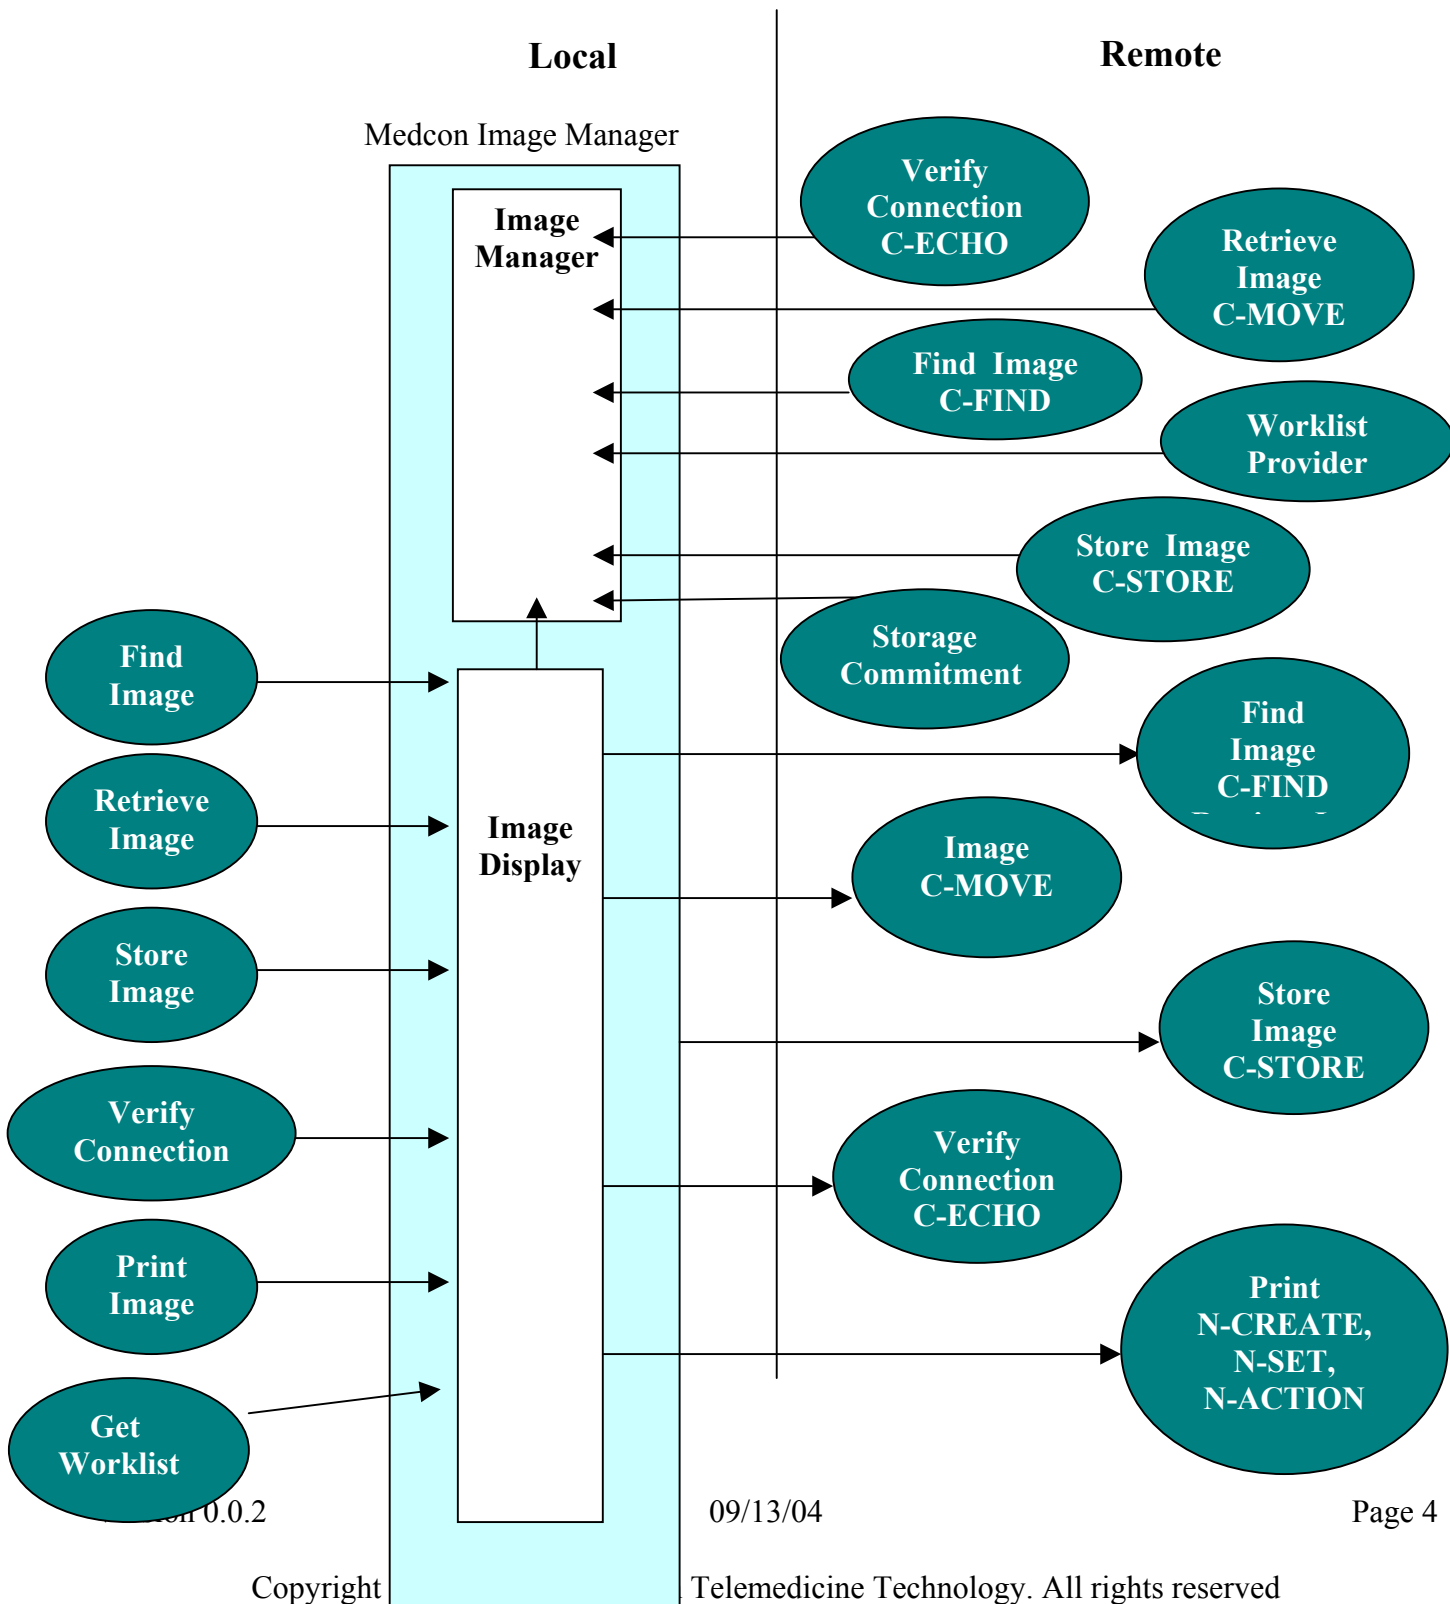 Local
Remote
Medcon Image Manager
Image
Manager
Verify
Connection
C-ECHO
Retrieve
Image
C-MOVE
Find Image
C-FIND
Worklist
Provider
Store Image
C-STORE
Storage
Commitment
Find
Image
Retrieve
Image
Store
Image
Verify
Connection
Print
Image
Get
Worklist
Image
Display
Find
Image
C-FIND
Image
C-MOVE
Store
Image
C-STORE
Verify
Connection
C-ECHO
Print
N-CREATE,
N-SET,
N-ACTION
0.0.2
09/13/04
Page 4
Copyright Telemedicine Technology. All rights reserved